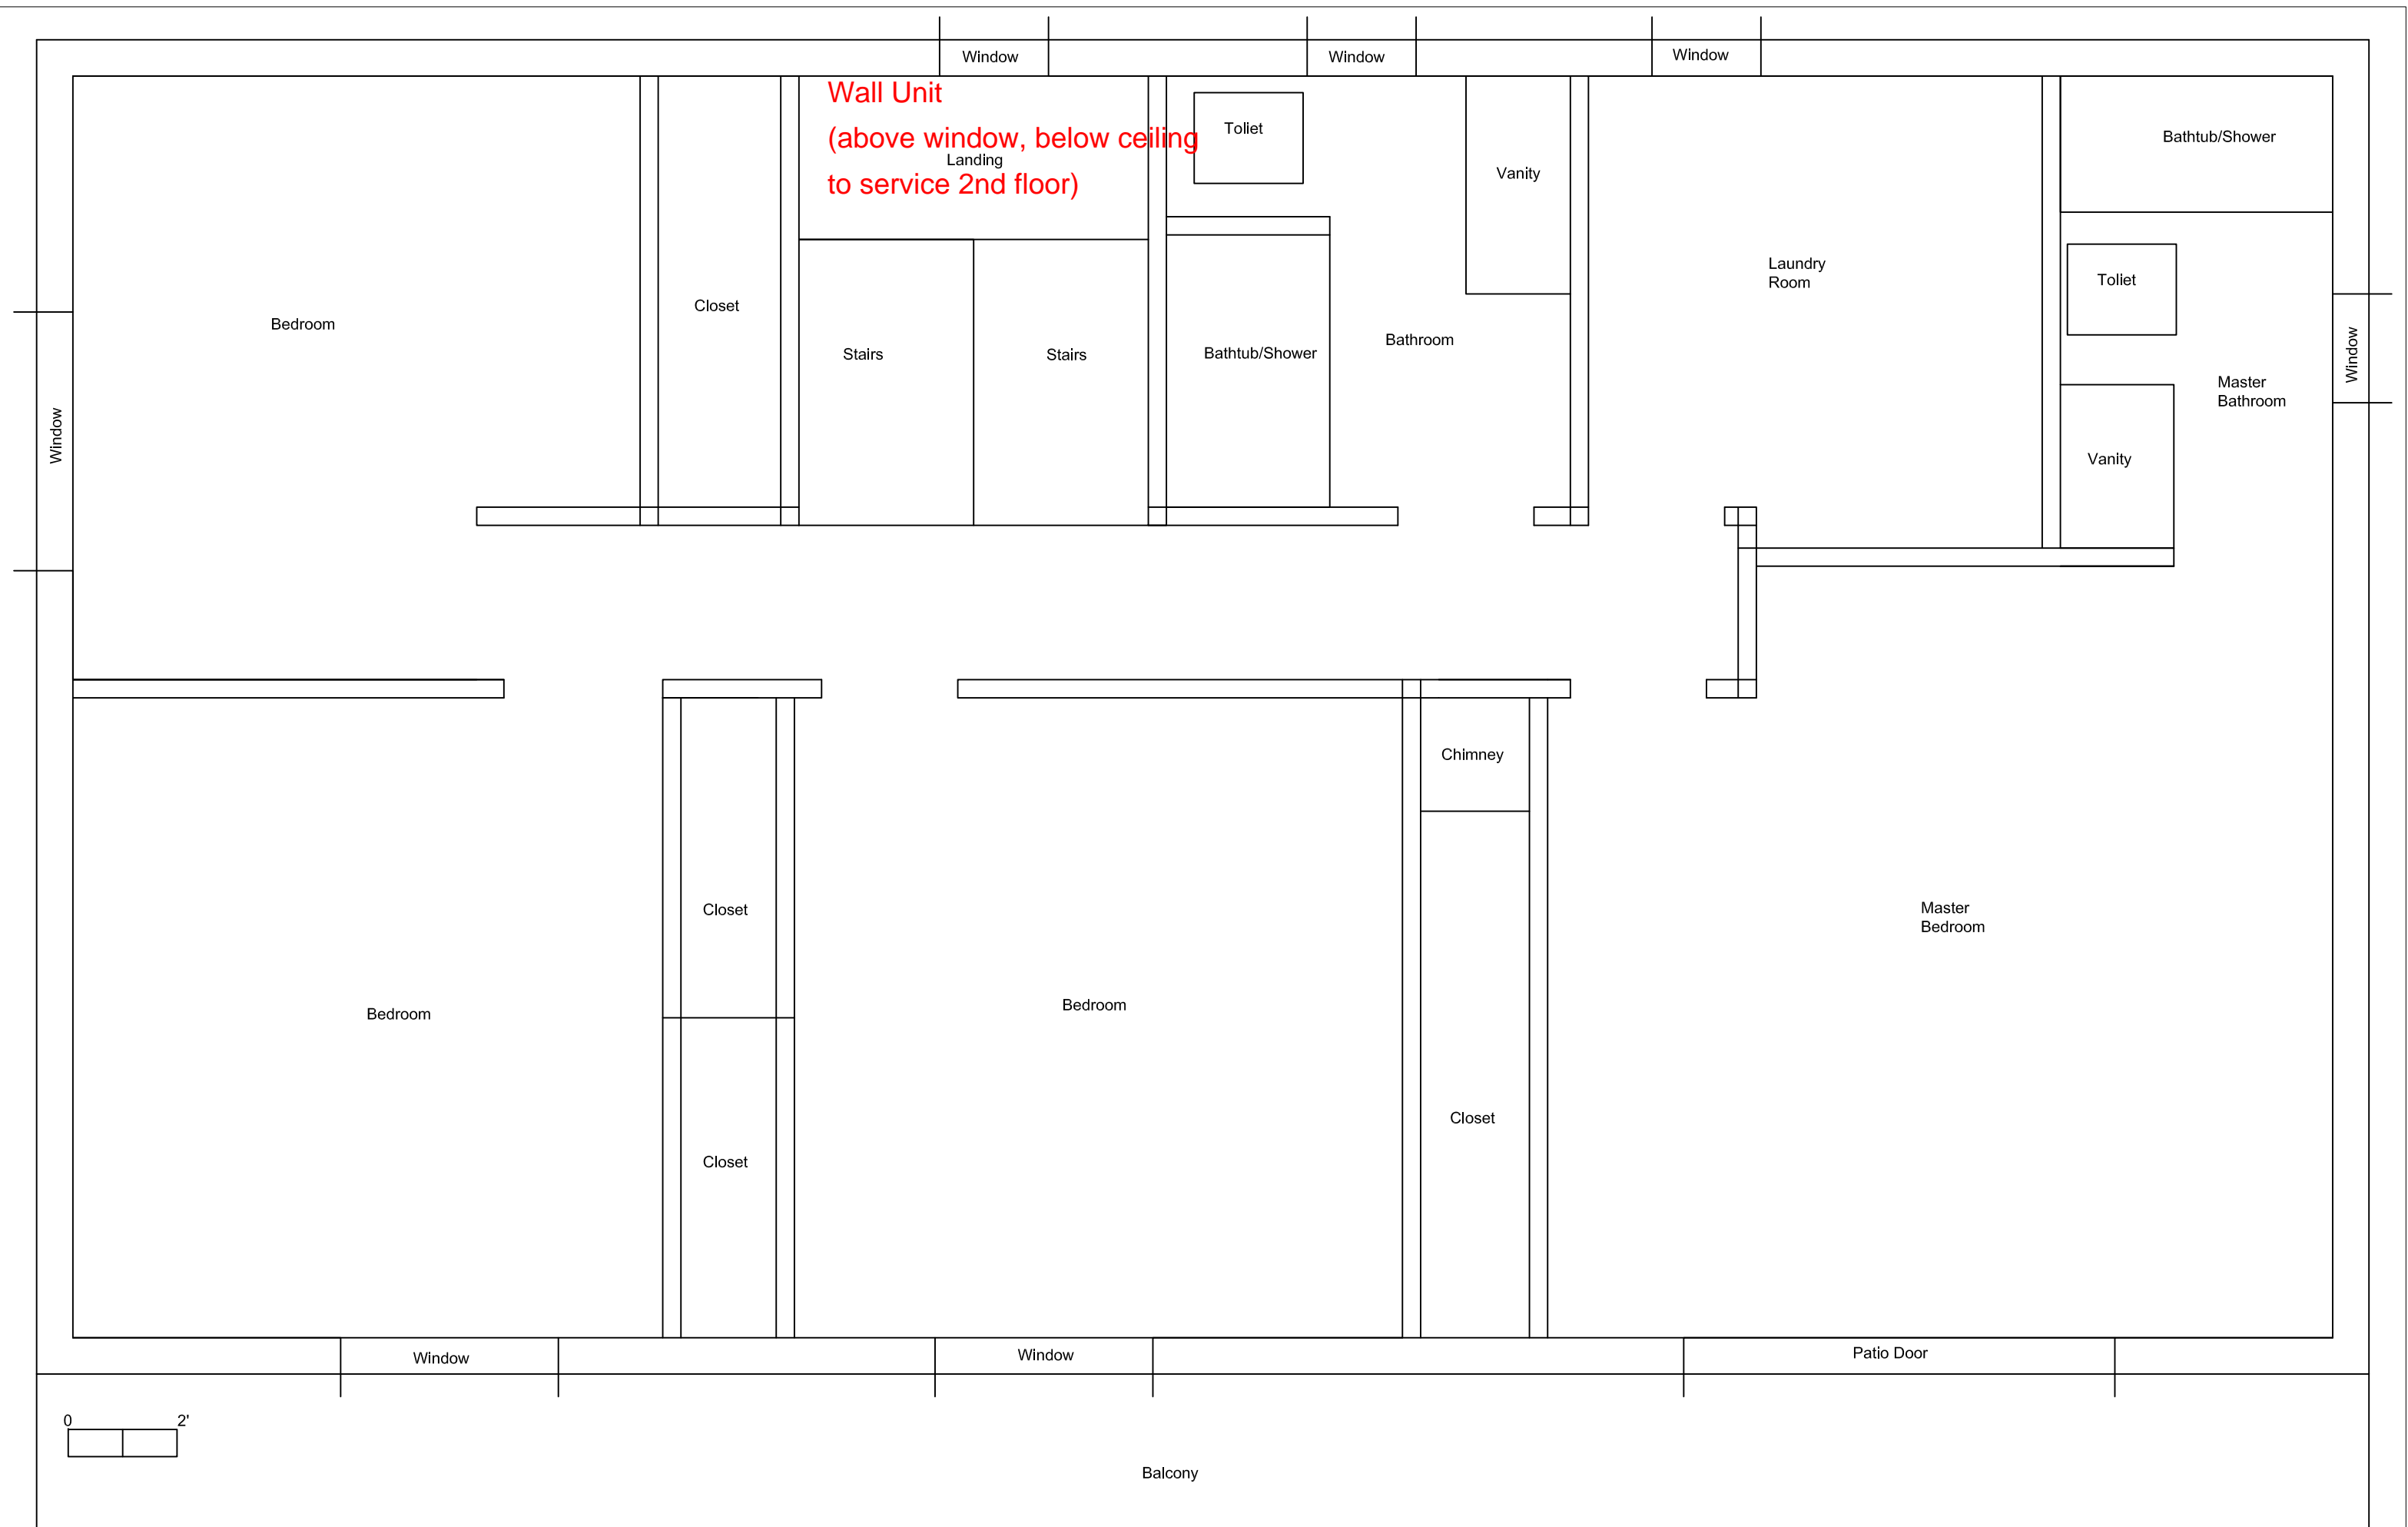 Window
Window
Window
Wall Unit
(above window, below ceiling
to service 2nd floor)
Landing
Toliet
Vanity
Bathtub/Shower
Laundry
Room
Toliet
Bedroom
Closet
Stairs
Stairs
Bathtub/Shower
Bathroom
Window
Master
Bathroom
Window
Vanity
Chimney
Closet
Master
Bedroom
Bedroom
Bedroom
Closet
Closet
Window
Window
Patio Door
0 2'
Balcony